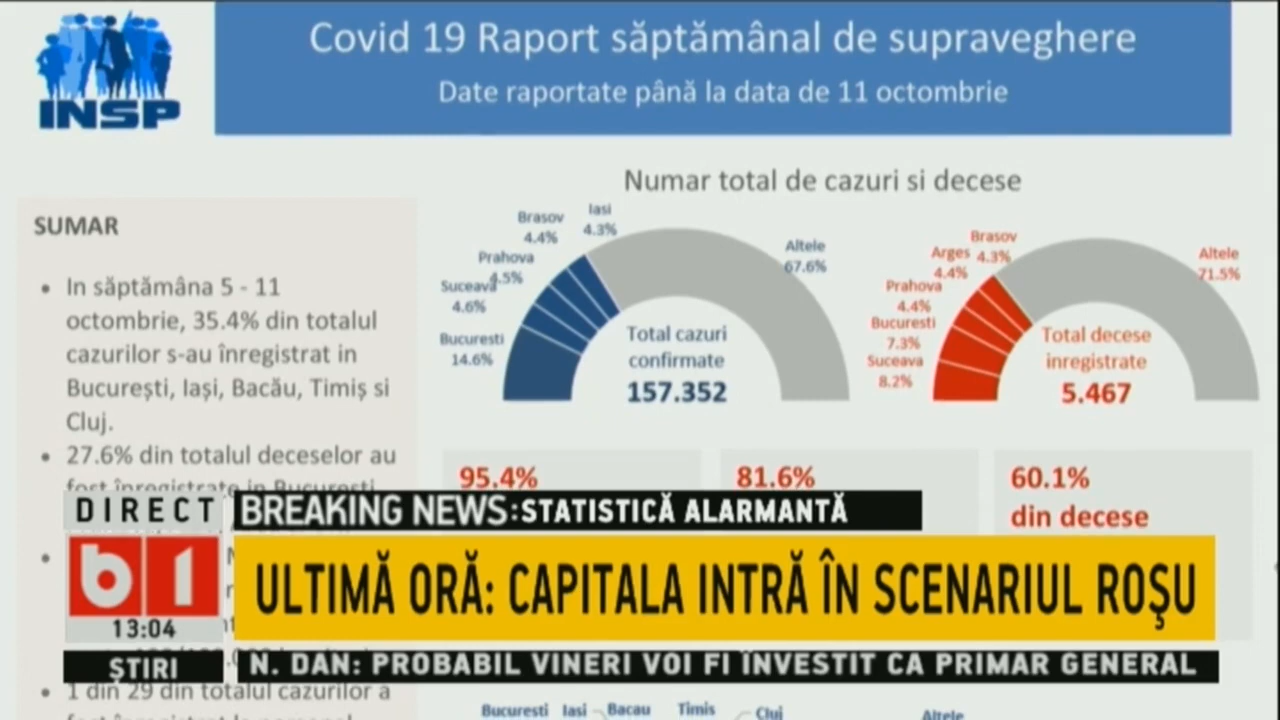 INSP
Covid 19 Raport săptămânal de supraveghere
Date raportate până la data de 11 octombrie
Numar total de cazuri si decese
SUMAR
• In săptămâna 5 - 11
octombrie, 35.4% din totalul
cazurilor s-au înregistrat in
București, Iași, Bacău, Timiș si
Cluj.
• 27.6% din totalul deceselor au
fost înregistrate in Bucuresti
Bucuresti
14.6%
Suceava
4.6%
Prahova
4.5%
Brasov
4.4%
Iasi
4.3%
Altele
67.6%
Total cazuri
confirmate
157.352
Suceava
8.2%
Bucuresti
7.3%
Prahova
4.4%
Arges
4.4%
Brasov
4.3%
Altele
71.5%
Total decese
inregistrate
5.467
95.4%
81.6%
60.1%
din decese
DIRECT
BREAKING NEWS: STATISTICĂ ALARMANTĂ
b1
ULTIMĂ ORĂ: CAPITALA INTRĂ ÎN SCENARIUL ROŞU
13:04
ŞTIRI
N. DAN: PROBABIL VINERI VOI FI ÎNVESTIT CA PRIMAR GENERAL
• 1 din 29 din totalul cazurilor a
Bucuresti Iasi Bacau Timis Cluj Altele